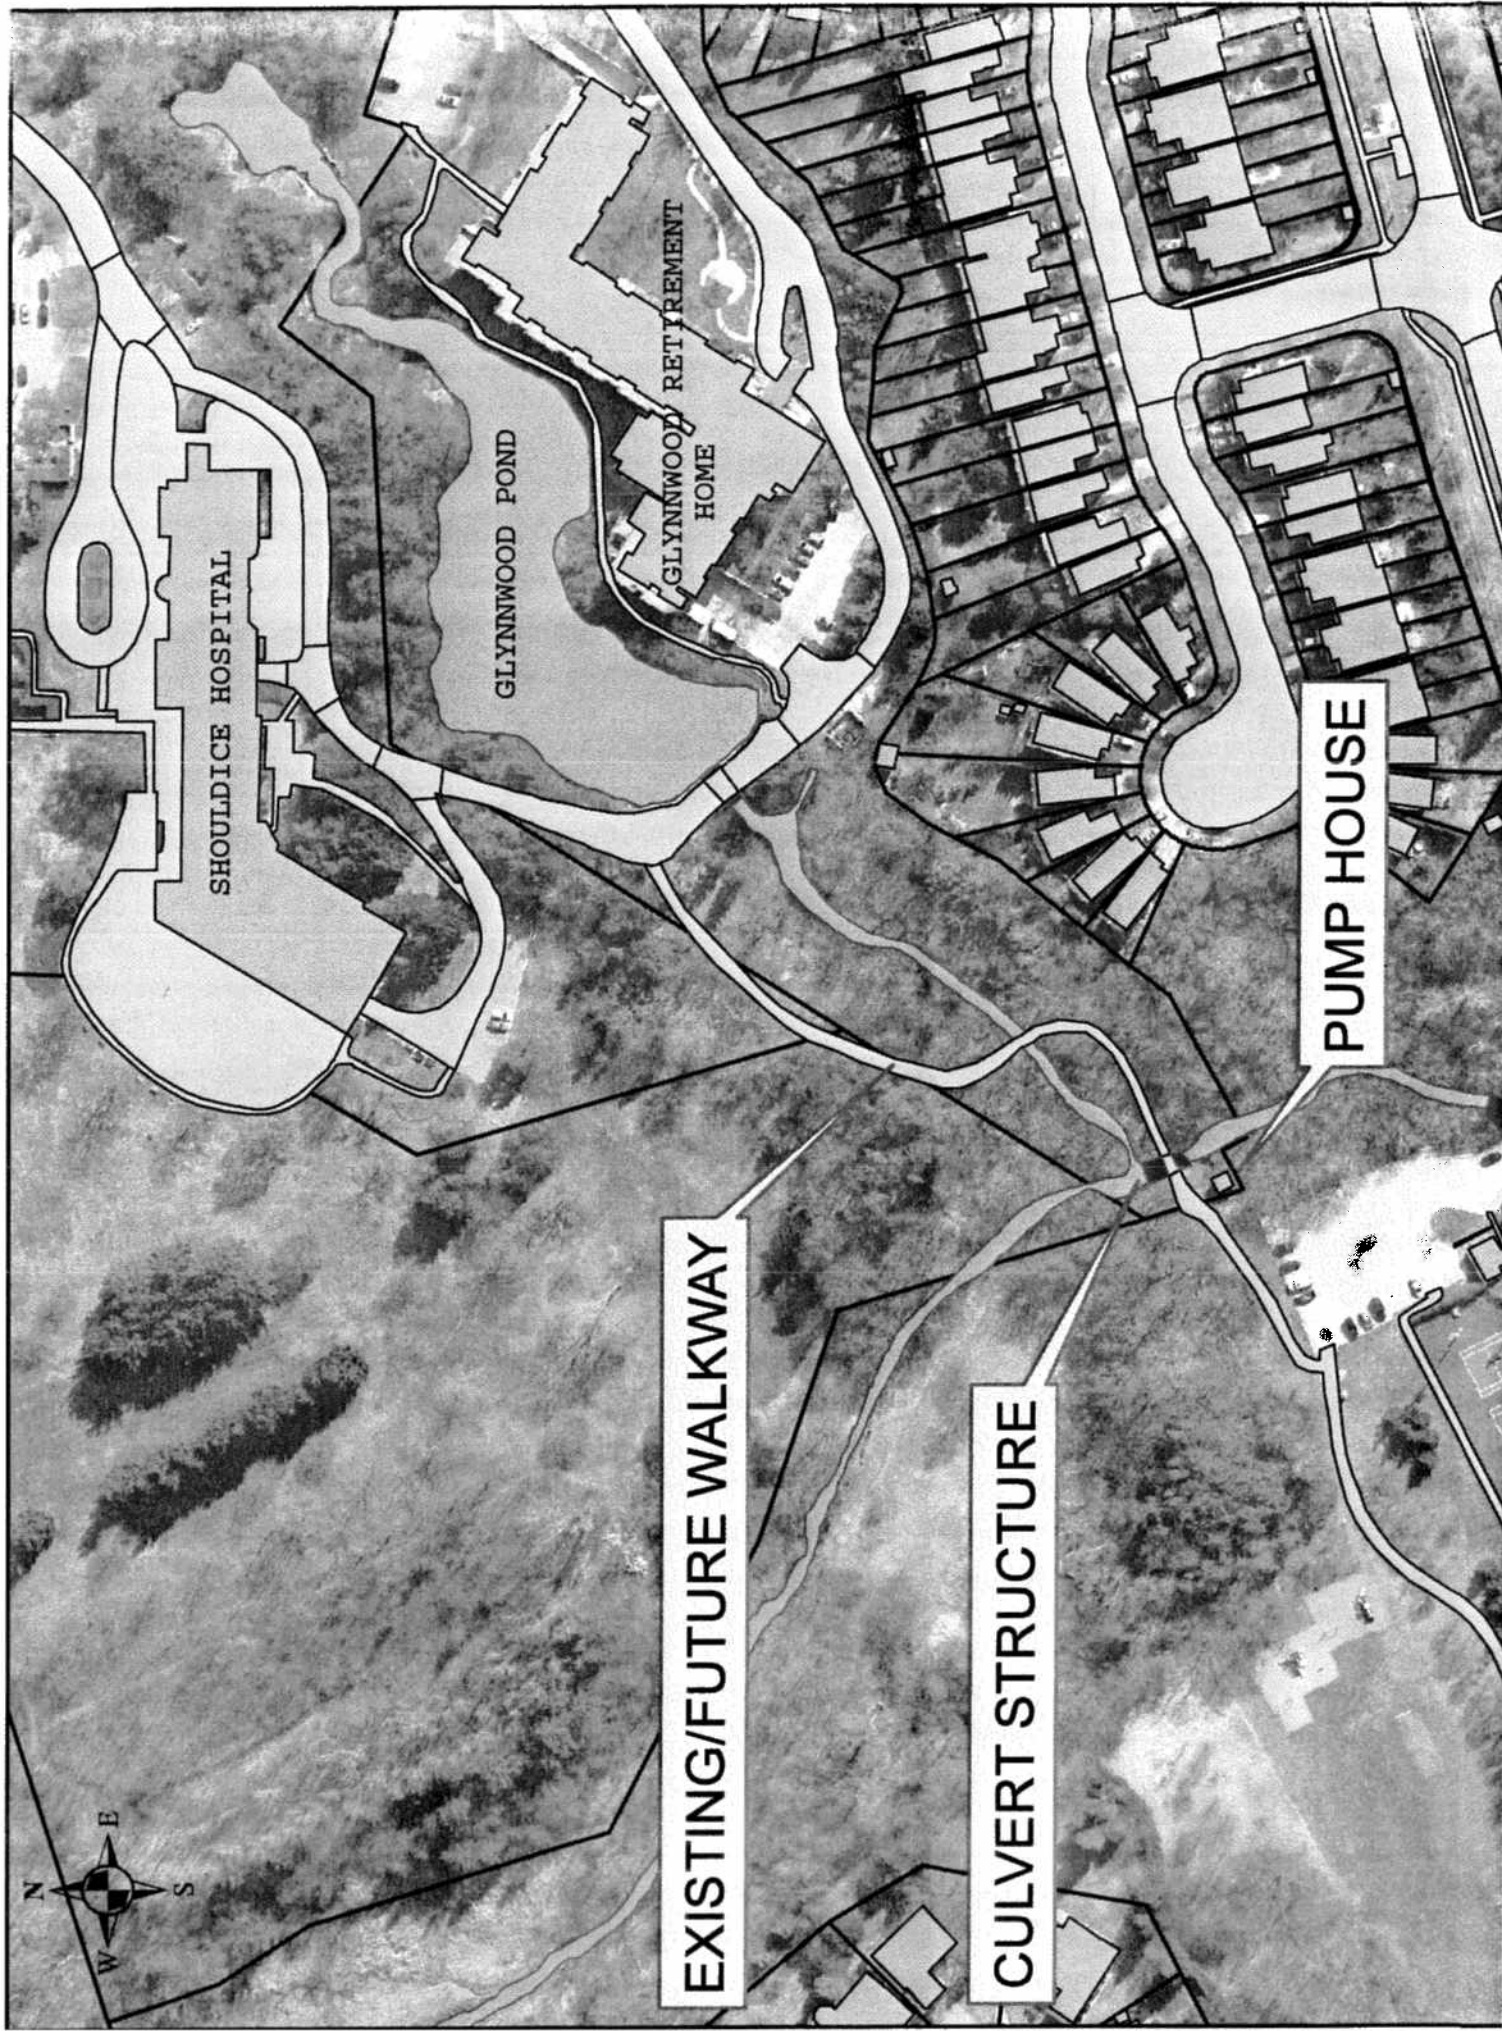 SHOULDICE HOSPITAL
GLYNNWOOD POND
GLYNNWOOD RETIREMENT
HOME
EXISTING/FUTURE WALKWAY
CULVERT STRUCTURE
PUMP HOUSE
N
E
S
W